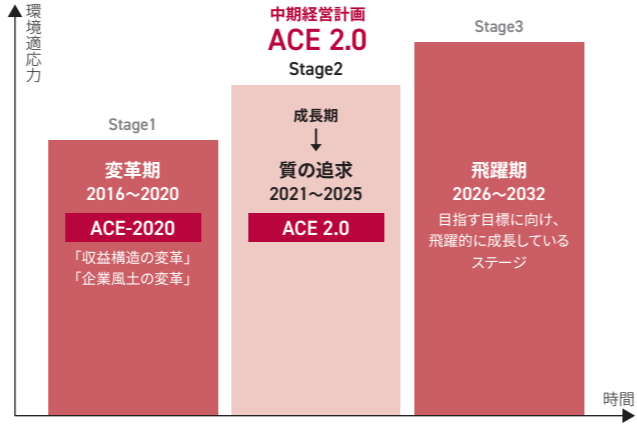 環境適応力
中期経営計画
ACE 2.0
Stage1
変革期
2016〜2020
ACE-2020
「収益構造の変革」
「企業風土の変革」
Stage2
成長期
質の追求
2021〜2025
ACE 2.0
Stage3
飛躍期
2026〜2032
目指す目標に向け、
飛躍的に成長している
ステージ
時間